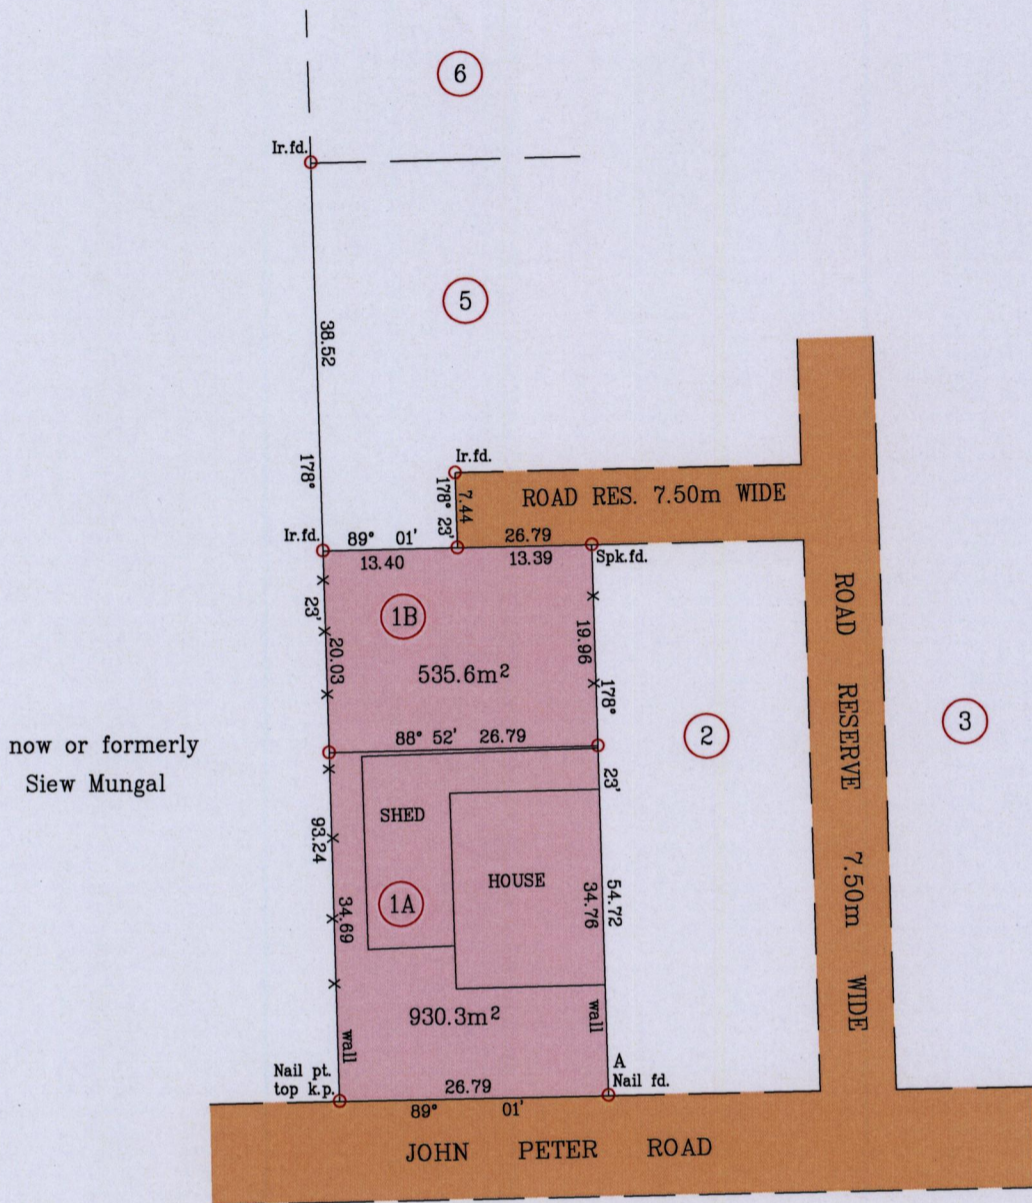 6
Ir.fd.
5
38.52
178°
Ir.fd.
178° 23'
7.44
ROAD RES. 7.50m WIDE
Ir.fd.
89° 01'
26.79
13.40
13.39
Spk.fd.
23'
1B
20.03
535.6m²
19.96
178°
ROAD RESERVE 7.50m WIDE
now or formerly
Siew Mungal
88° 52' 26.79
2
3
23'
SHED
93.24
HOUSE
1A
34.69
34.76
54.72
930.3m²
wall
wall
A
Nail pt.
top k.p.
26.79
Nail fd.
89° 01'
JOHN PETER ROAD